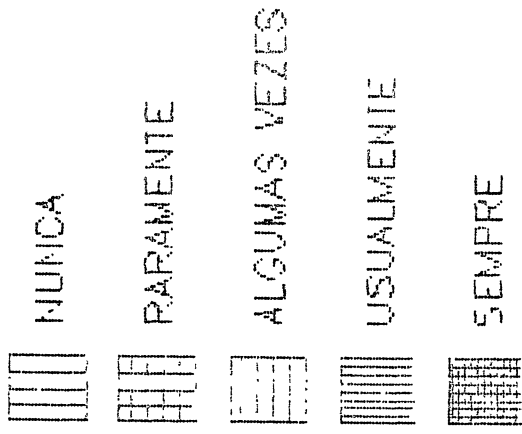 NUNCA
RARAMENTE
ALGUMAS VEZES
USUALMENTE
SEMPRE